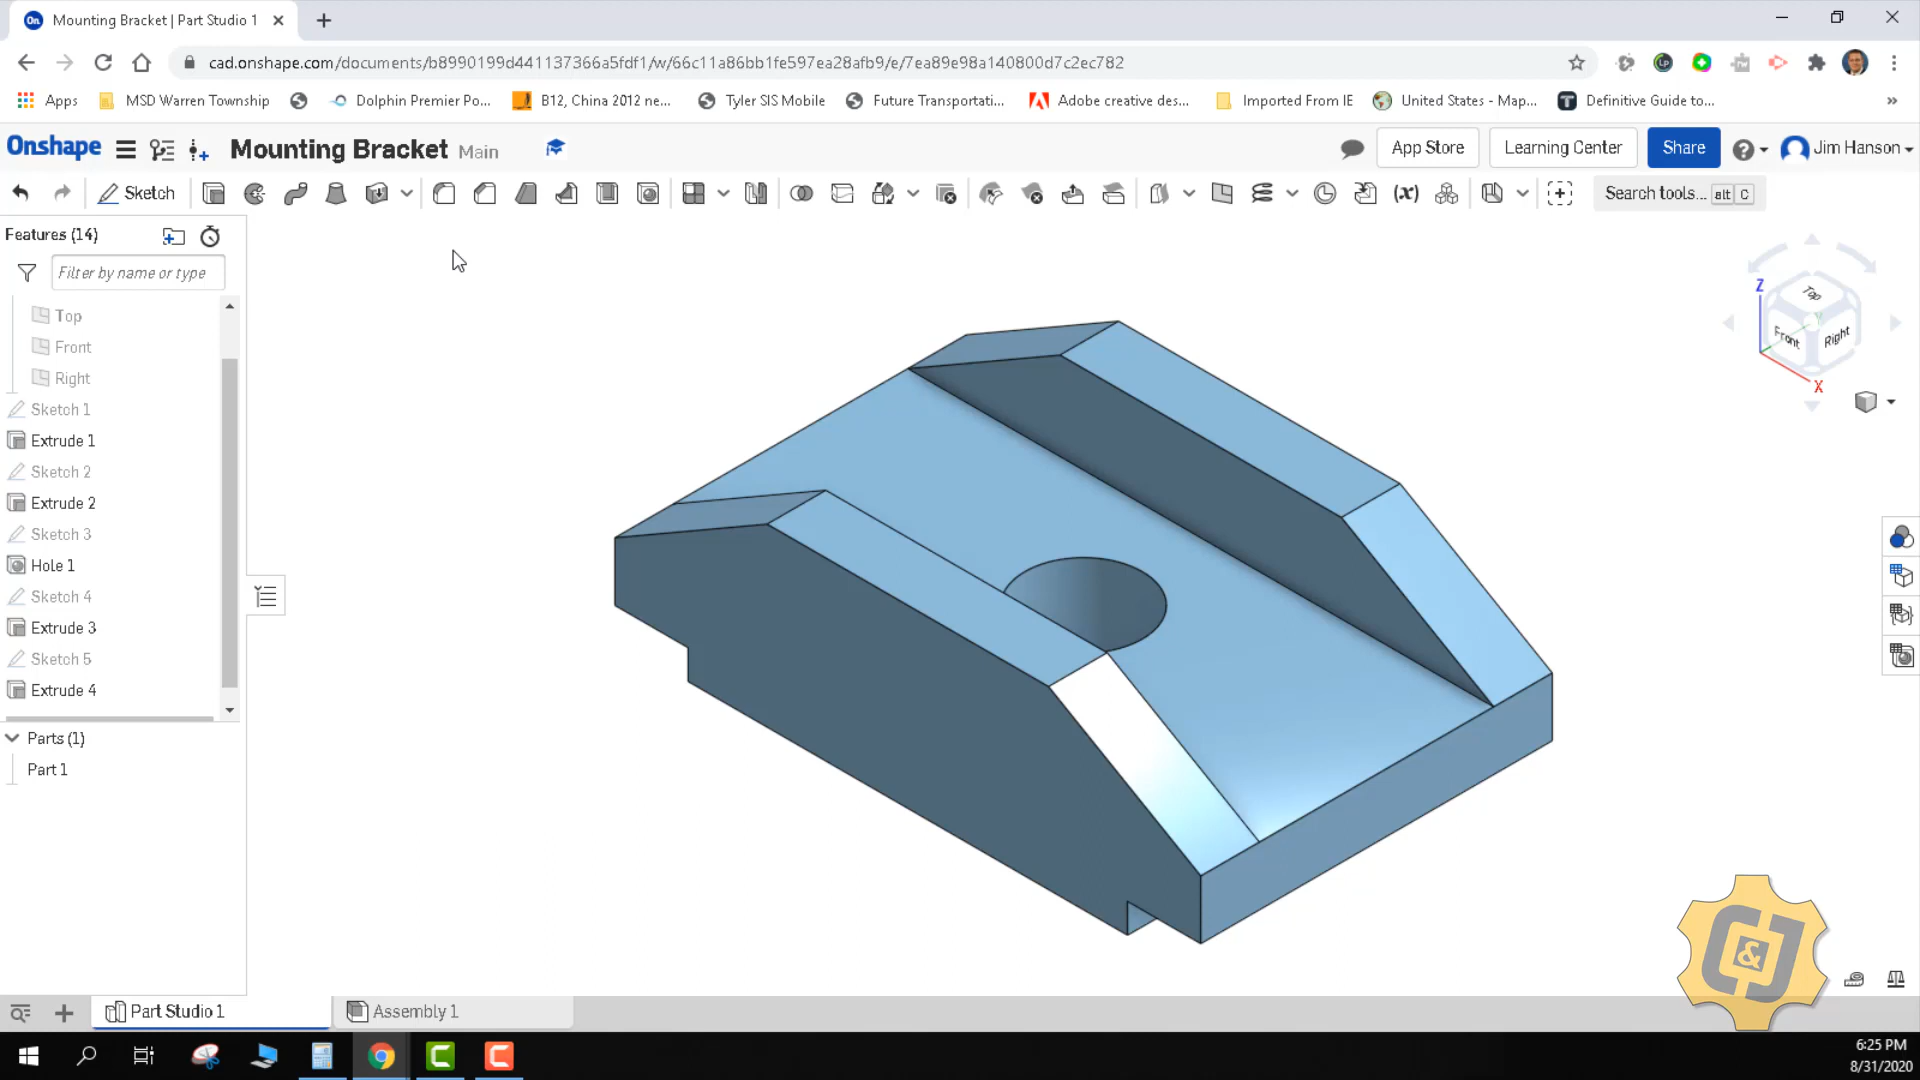 Mounting Bracket | Part Studio 1
cad.onshape.com/documents/b8990199d441137366a5fdf1/w/66c11a86bb1fe597ea28afb9/e/7ea89e98a140800d7c2ec782
Apps MSD Warren Township Dolphin Premier Po... B12, China 2012 ne... Tyler SIS Mobile Future Transportati... Adobe creative des... Imported From IE United States - Map... Definitive Guide to... »
Onshape Mounting Bracket Main App Store Learning Center Share Jim Hanson
Sketch (x) Search tools... alt C
Features (14)
Filter by name or type
Top
Front
Right
Sketch 1
Extrude 1
Sketch 2
Extrude 2
Sketch 3
Hole 1
Sketch 4
Extrude 3
Sketch 5
Extrude 4
Parts (1)
Part 1
Z
Top
Front
Right
X
Y
C&J
Part Studio 1 Assembly 1
6:25 PM
8/31/2020